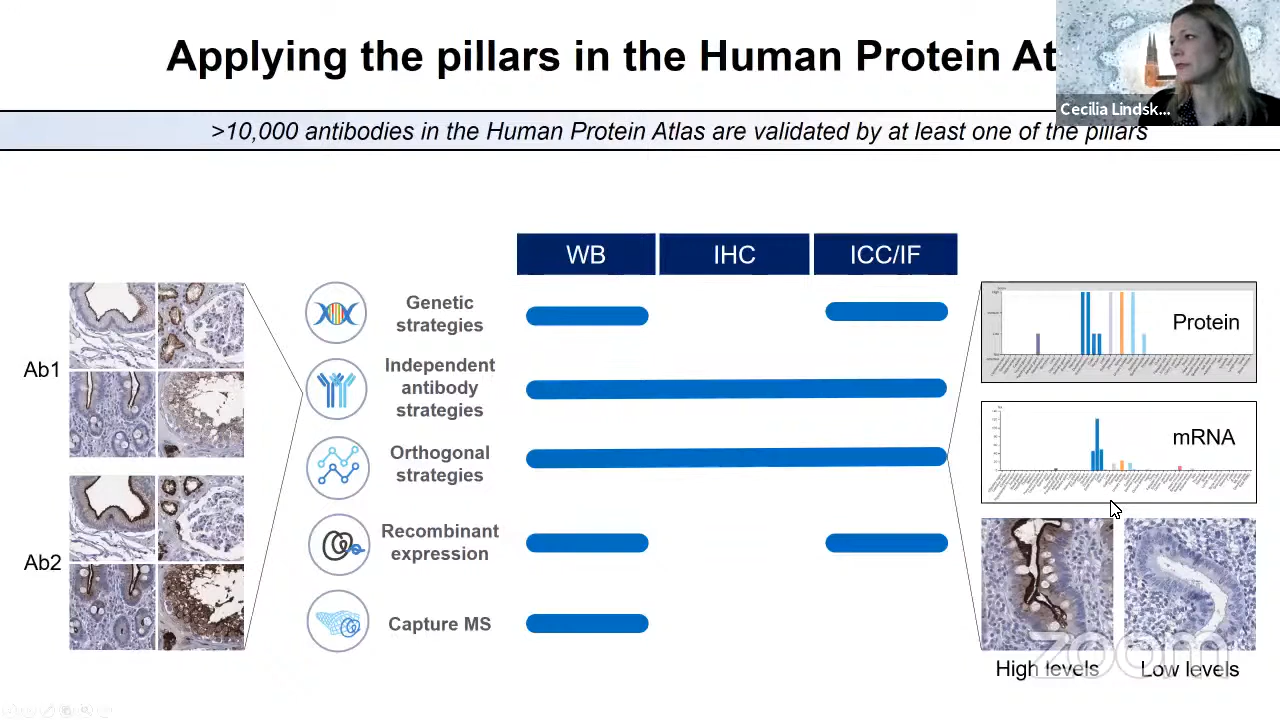 Applying the pillars in the Human Protein At
Cecilia Lindsk...
>10,000 antibodies in the Human Protein Atlas are validated by at least one of the pillars
WB
IHC
ICC/IF
Genetic
strategies
Independent
antibody
strategies
Orthogonal
strategies
Recombinant
expression
Capture MS
Ab1
Ab2
Protein
mRNA
High levels
Low levels
zoom